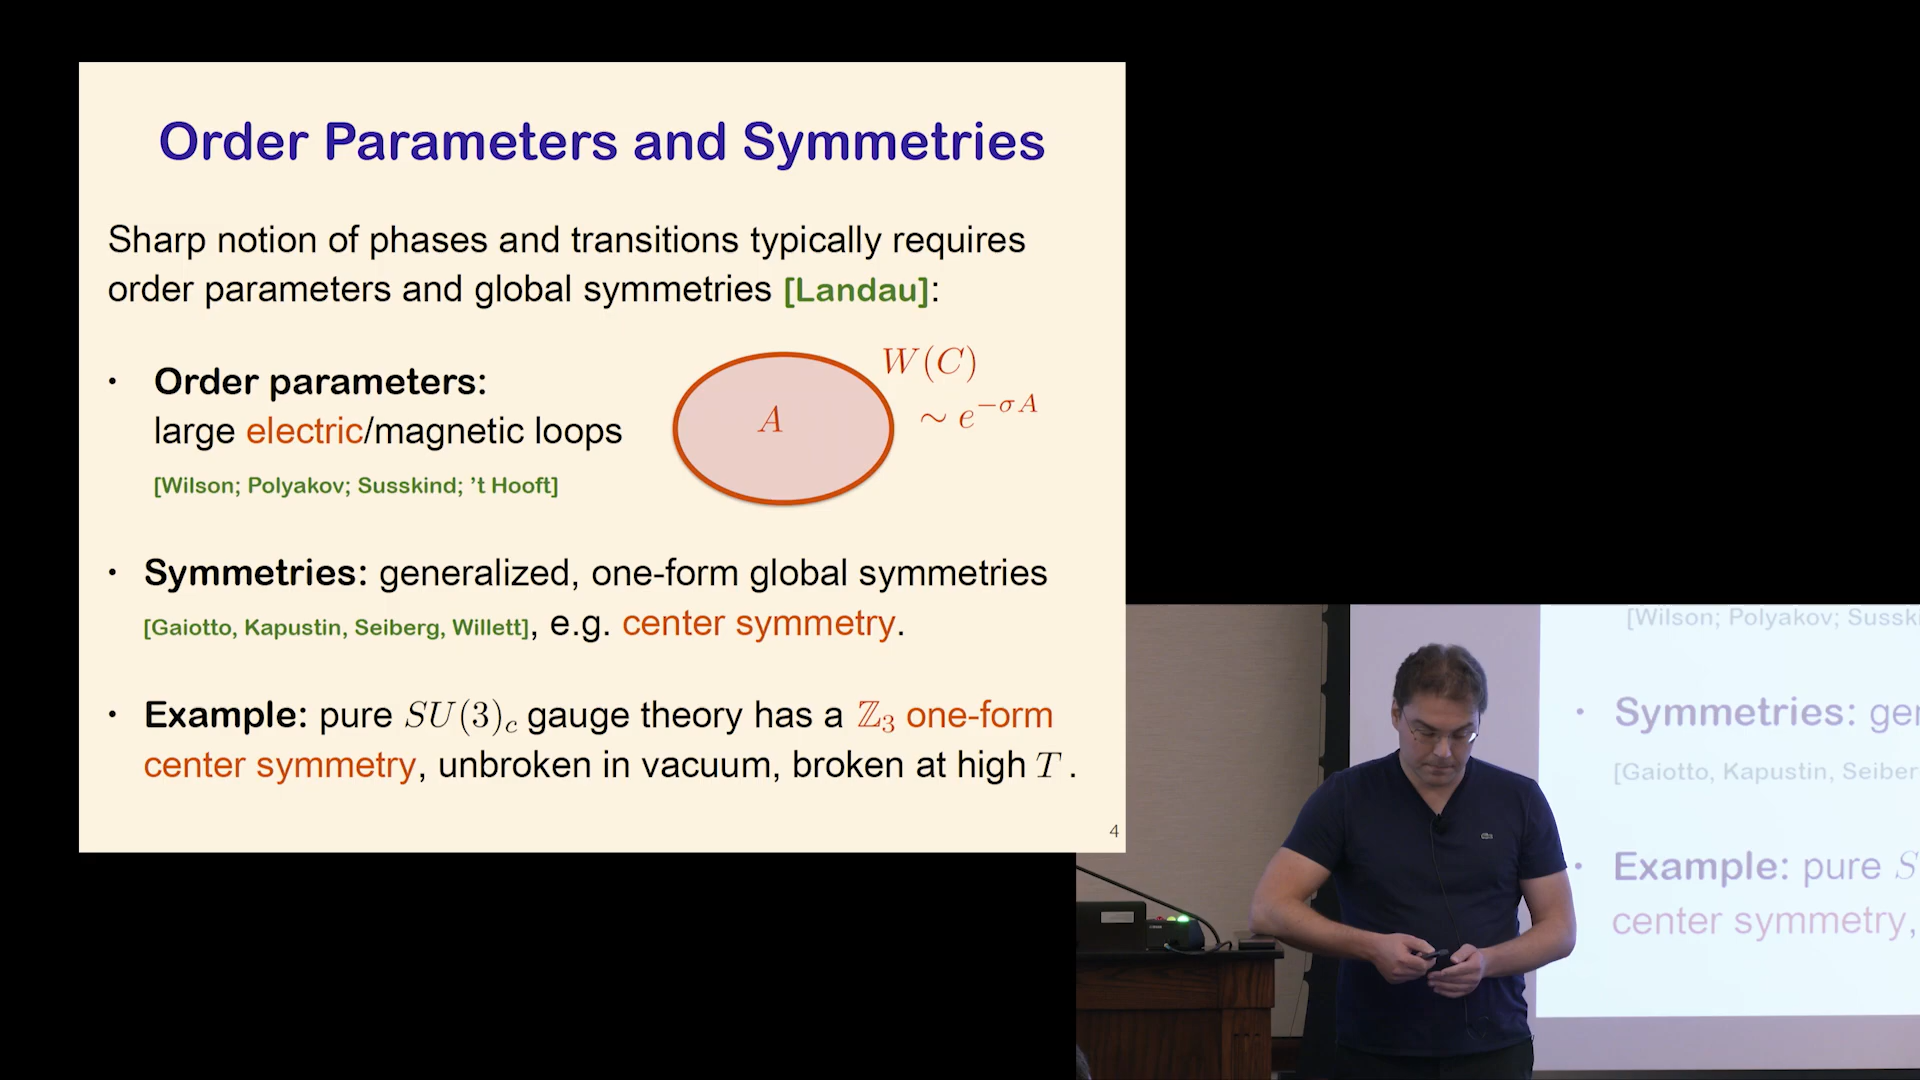 Order Parameters and Symmetries
Sharp notion of phases and transitions typically requires
order parameters and global symmetries [Landau]:
• Order parameters:
large electric/magnetic loops
[Wilson; Polyakov; Susskind; 't Hooft]
A
W(C)
∼ e^{−σA}
• Symmetries: generalized, one-form global symmetries
[Gaiotto, Kapustin, Seiberg, Willett], e.g. center symmetry.
• Example: pure SU(3)_c gauge theory has a ℤ₃ one-form
center symmetry, unbroken in vacuum, broken at high T .
4
[Wilson; Polyakov; Sussk
• Symmetries: ger
[Gaiotto, Kapustin, Seiber
• Example: pure S
center symmetry,